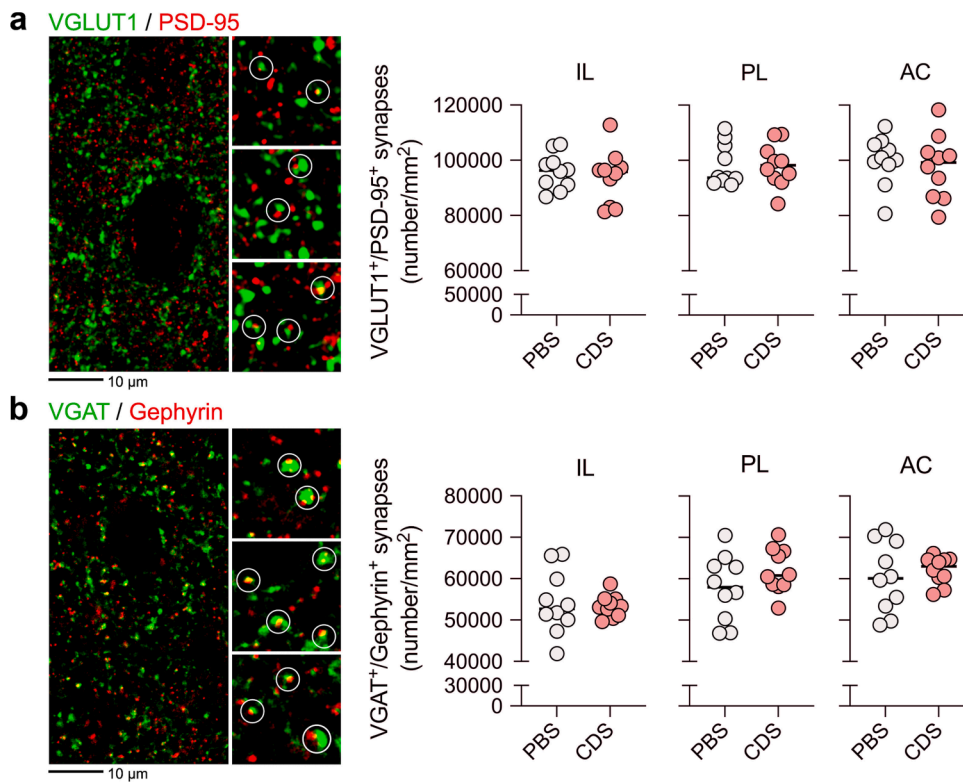 a VGLUT1 / PSD-95
10 µm
VGLUT1⁺/PSD-95⁺ synapses
(number/mm²)
IL PL AC
120000
100000
80000
60000
50000
0
PBS CDS PBS CDS PBS CDS
b VGAT / Gephyrin
10 µm
VGAT⁺/Gephyrin⁺ synapses
(number/mm²)
IL PL AC
80000
70000
60000
50000
40000
30000
0
PBS CDS PBS CDS PBS CDS